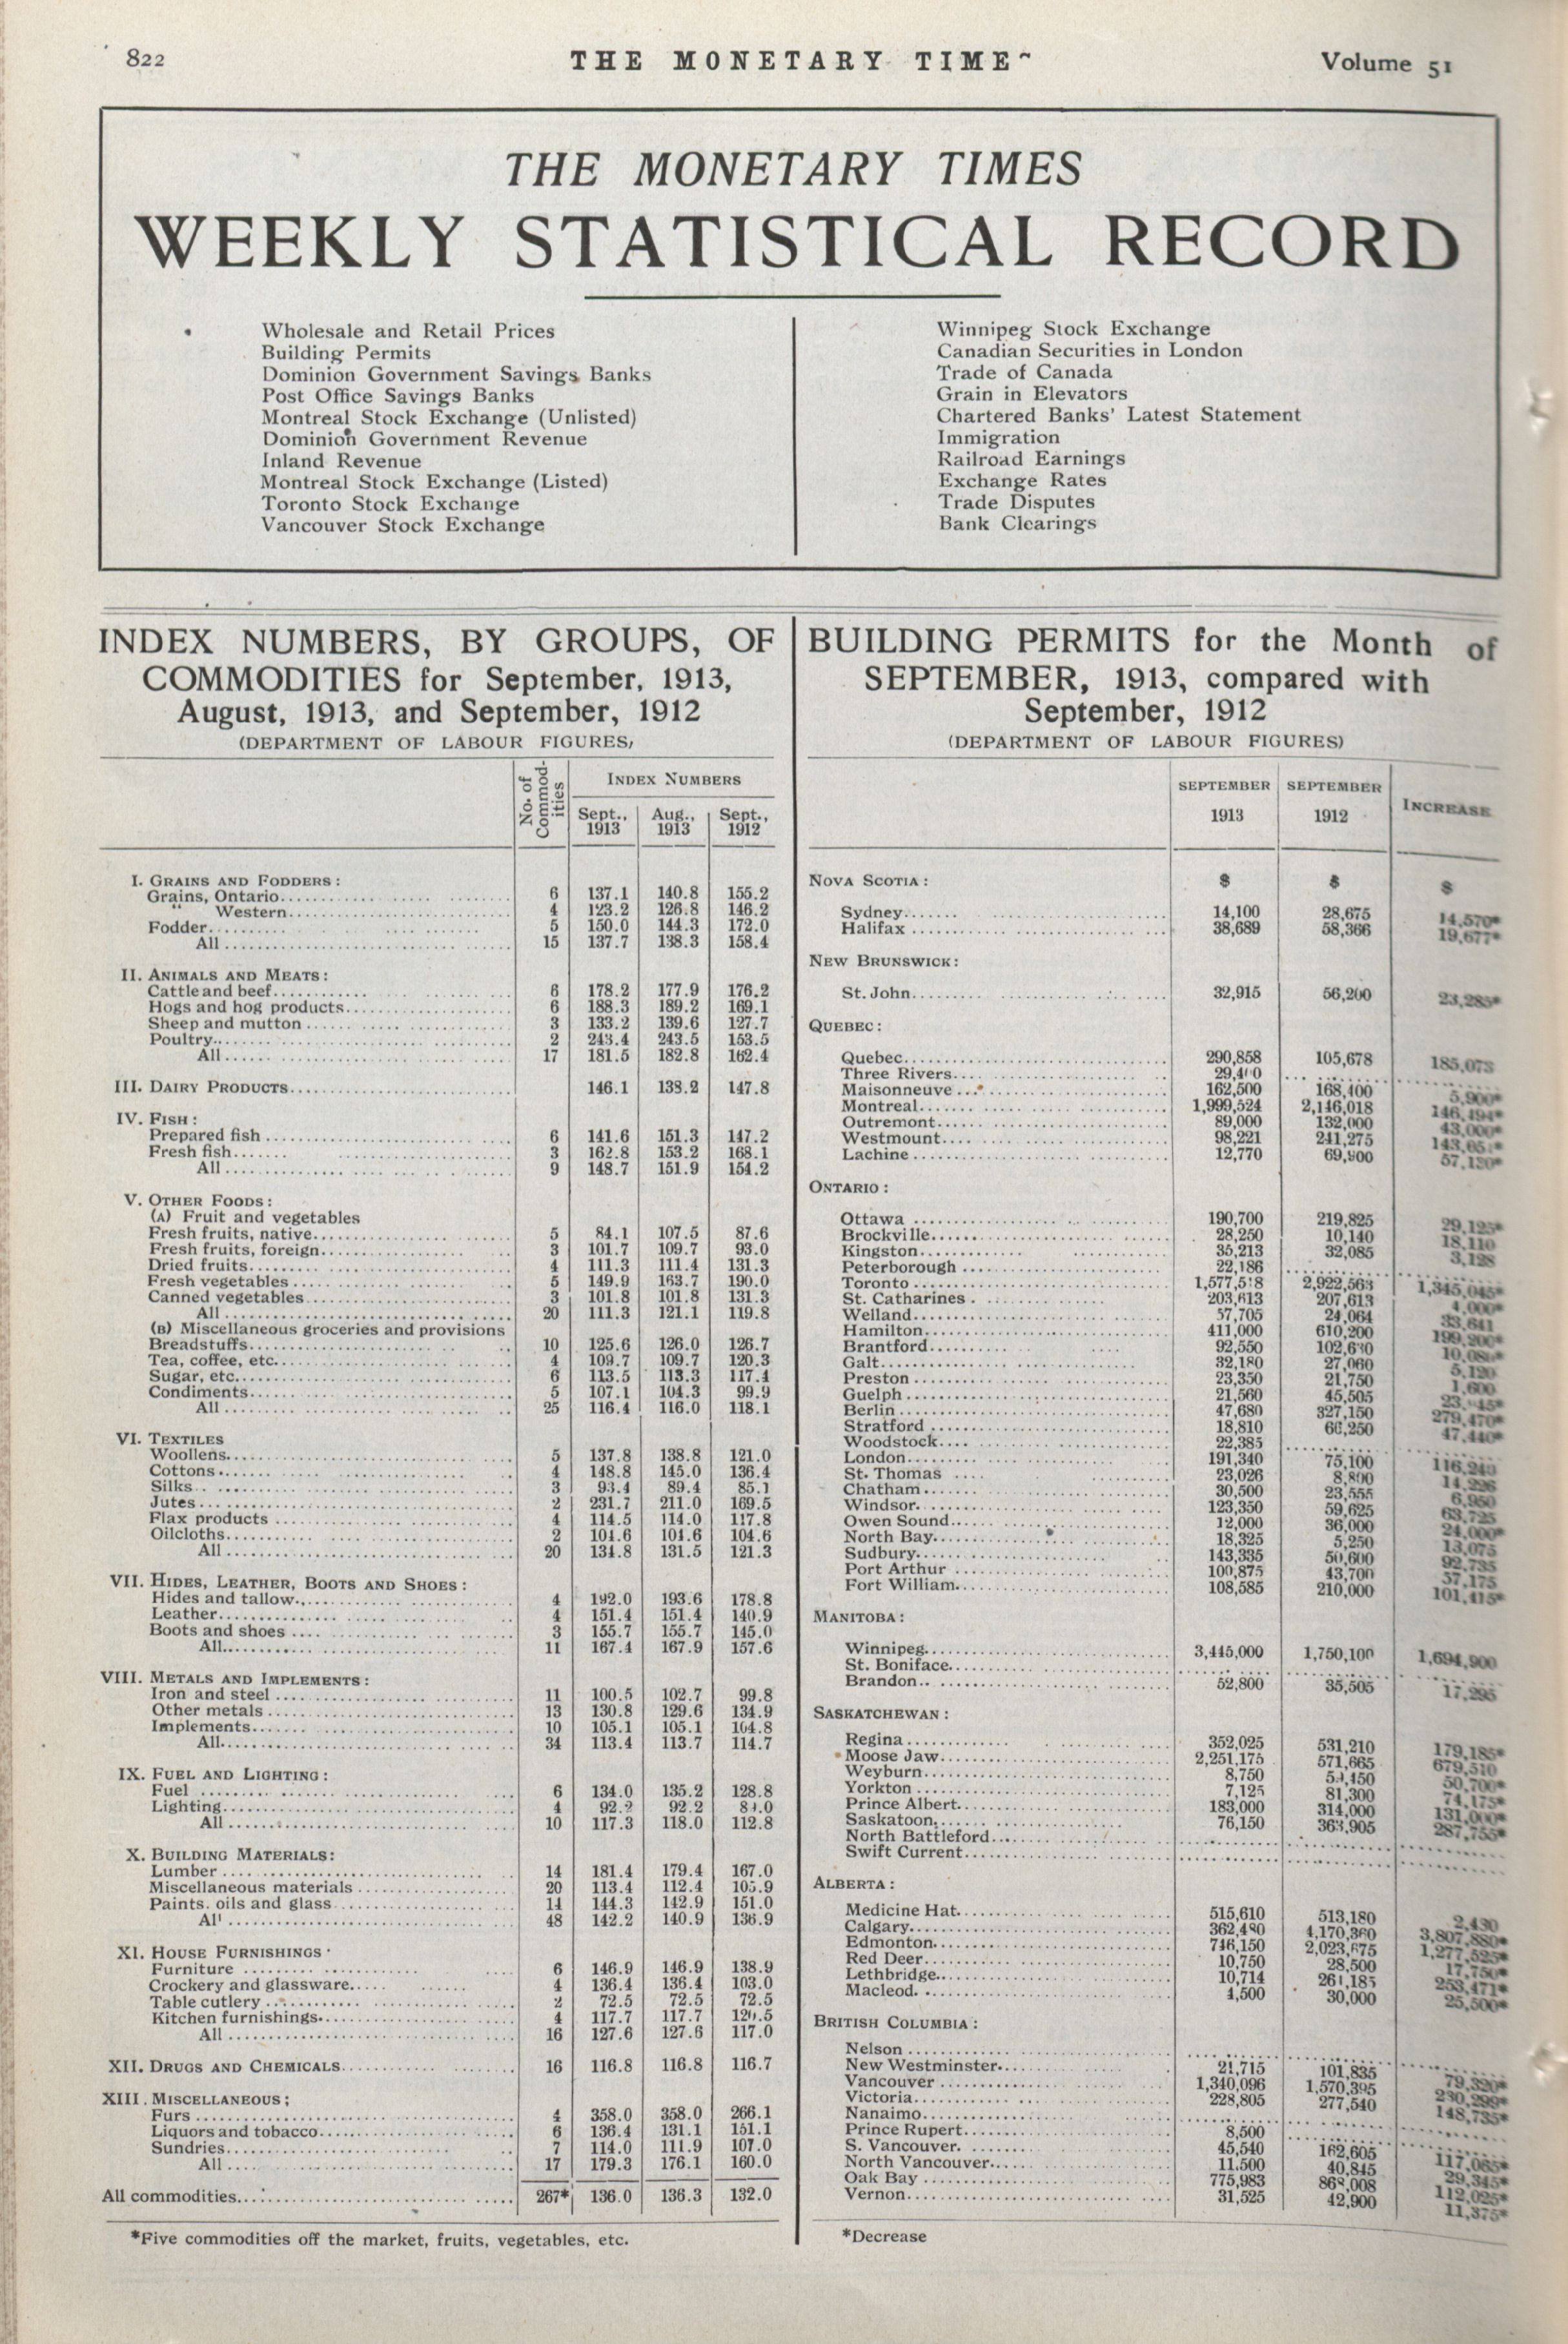 822
THE MONETARY TIME
Volume 51
THE MONETARY TIMES
WEEKLY STATISTICAL RECORD
Wholesale and Retail Prices
Building Permits
Dominion Government Savings Banks
Post Office Savings Banks
Montreal Stock Exchange (Unlisted)
Dominion Government Revenue
Inland Revenue
Montreal Stock Exchange (Listed)
Toronto Stock Exchange
Vancouver Stock Exchange
Winnipeg Stock Exchange
Canadian Securities in London
Trade of Canada
Grain in Elevators
Chartered Banks' Latest Statement
Immigration
Railroad Earnings
Exchange Rates
Trade Disputes
Bank Clearings
INDEX NUMBERS, BY GROUPS, OF
COMMODITIES for September, 1913,
August, 1913, and September, 1912
(DEPARTMENT OF LABOUR FIGURES)
No. of Commodities
INDEX NUMBERS
Sept., 1913 Aug., 1913 Sept., 1912
I. GRAINS AND FODDERS:
Grains, Ontario 6 137.1 140.8 155.2
" Western 4 123.2 126.8 146.2
Fodder 5 150.0 144.3 172.0
All 15 137.7 138.3 158.4
II. ANIMALS AND MEATS:
Cattle and beef 6 178.2 177.9 176.2
Hogs and hog products 6 188.3 189.2 169.1
Sheep and mutton 3 133.2 139.6 127.7
Poultry 2 243.4 243.5 153.5
All 17 181.5 182.8 162.4
III. DAIRY PRODUCTS 146.1 138.2 147.8
IV. FISH:
Prepared fish 6 141.6 151.3 147.2
Fresh fish 3 162.8 153.2 168.1
All 9 148.7 151.9 154.2
V. OTHER FOODS:
(A) Fruit and vegetables
Fresh fruits, native 5 84.1 107.5 87.6
Fresh fruits, foreign 3 101.7 109.7 93.0
Dried fruits 4 111.3 111.4 131.3
Fresh vegetables 5 149.9 163.7 190.0
Canned vegetables 3 101.8 101.8 131.3
All 20 111.3 121.1 119.8
(B) Miscellaneous groceries and provisions
Breadstuffs 10 125.6 126.0 126.7
Tea, coffee, etc. 4 109.7 109.7 120.3
Sugar, etc. 6 113.5 113.3 117.4
Condiments 5 107.1 104.3 99.9
All 25 116.4 116.0 118.1
VI. TEXTILES
Woollens 5 137.8 138.8 121.0
Cottons 4 148.8 145.0 136.4
Silks 3 93.4 89.4 85.1
Jutes 2 231.7 211.0 169.5
Flax products 4 114.5 114.0 117.8
Oilcloths 2 104.6 104.6 104.6
All 20 134.8 131.5 121.3
VII. HIDES, LEATHER, BOOTS AND SHOES:
Hides and tallow 4 192.0 193.6 178.8
Leather 4 151.4 151.4 140.9
Boots and shoes 3 155.7 155.7 145.0
All 11 167.4 167.9 157.6
VIII. METALS AND IMPLEMENTS:
Iron and steel 11 100.5 102.7 99.8
Other metals 13 130.8 129.6 134.9
Implements 10 105.1 105.1 104.8
All 34 113.4 113.7 114.7
IX. FUEL AND LIGHTING:
Fuel 6 134.0 135.2 128.8
Lighting 4 92.2 92.2
All 10 117.3 118.0 112.8
X. BUILDING MATERIALS:
Lumber 14 181.4 179.4 167.0
Miscellaneous materials 20 113.4 112.4 105.9
Paints, oils and glass 14 144.3 142.9 151.0
All 48 142.2 140.9 136.9
XI. HOUSE FURNISHINGS
Furniture 6 146.9 146.9 138.9
Crockery and glassware 4 136.4 136.4 103.0
Table cutlery 2 72.5 72.5 72.5
Kitchen furnishings 4 117.7 117.7 120.5
All 16 127.6 127.6 117.0
XII. DRUGS AND CHEMICALS 16 116.8 116.8 116.7
XIII. MISCELLANEOUS:
Furs 4 358.0 358.0 266.1
Liquors and tobacco 6 136.4 131.1 151.1
Sundries 7 114.0 111.9 107.0
All 17 179.3 176.1 160.0
All commodities 267* 136.0 136.3 132.0
*Five commodities off the market, fruits, vegetables, etc.
BUILDING PERMITS for the Month of
SEPTEMBER, 1913, compared with
September, 1912
(DEPARTMENT OF LABOUR FIGURES)
SEPTEMBER 1913 SEPTEMBER 1912 INCREASE
NOVA SCOTIA: $ $ $
Sydney 14,100 28,675 14,570*
Halifax 38,689 58,366 19,677*
NEW BRUNSWICK:
St. John 32,915 56,200 23,285*
QUEBEC:
Quebec 290,858 105,678 185,073
Three Rivers
Maisonneuve 162,500 168,400 5,900*
Montreal 1,999,524 2,146,018 146,494*
Outremont 89,000 132,000 43,000*
Westmount 98,221 241,275
Lachine 12,770 69,900 57,130*
ONTARIO:
Ottawa 190,700 219,825 29,125*
Brockville 28,250 10,140 18,110
Kingston 35,213 32,085 3,128
Peterborough 22,186
Toronto 1,577,518 2,922,563 1,345,045*
St. Catharines 203,613 207,613 4,000*
Welland 57,705 24,064 33,641
Hamilton 411,000 610,200 199,200*
Brantford 92,550 102,630
Galt 32,180 27,060 5,120
Preston 23,350 21,750 1,600
Guelph 21,560 45,505
Berlin 47,680 327,150 279,470*
Stratford 18,810 66,250 47,440*
Woodstock 22,385
London 191,340 75,100 116,240
St. Thomas 23,026 8,800 14,226
Chatham 30,500 23,555 6,950
Windsor 123,350 59,625 63,725
Owen Sound 12,000 36,000 24,000*
North Bay 18,325 5,250 13,075
Sudbury 143,335 50,600 92,735
Port Arthur 100,875 43,700 57,175
Fort William 108,585 210,000 101,415*
MANITOBA:
Winnipeg 3,445,000 1,750,100 1,694,900
St. Boniface
Brandon 52,800 35,505 17,295
SASKATCHEWAN:
Regina 352,025 531,210 179,185*
Moose Jaw 2,251,175 571,665 679,510
Weyburn 8,750 59,450 50,700*
Yorkton 7,125 81,300 74,175*
Prince Albert 183,000 314,000 131,000*
Saskatoon 76,150 363,905 287,755*
North Battleford
Swift Current
ALBERTA:
Medicine Hat 515,610 513,180 2,430
Calgary 362,480 4,170,360 3,807,880*
Edmonton 746,150 2,023,675 1,277,525*
Red Deer 10,750 28,500 17,750*
Lethbridge 10,714 261,185 253,471*
Macleod 4,500 30,000 25,500*
BRITISH COLUMBIA:
Nelson
New Westminster 21,715 101,835 79,320*
Vancouver 1,340,096 1,570,395 230,299*
Victoria 228,805 277,540 148,735*
Nanaimo
Prince Rupert 8,500
S. Vancouver 45,540 162,605 117,065*
North Vancouver 11,500 40,845 29,345*
Oak Bay 775,983 868,008 112,025*
Vernon 31,525 42,900 11,375*
*Decrease